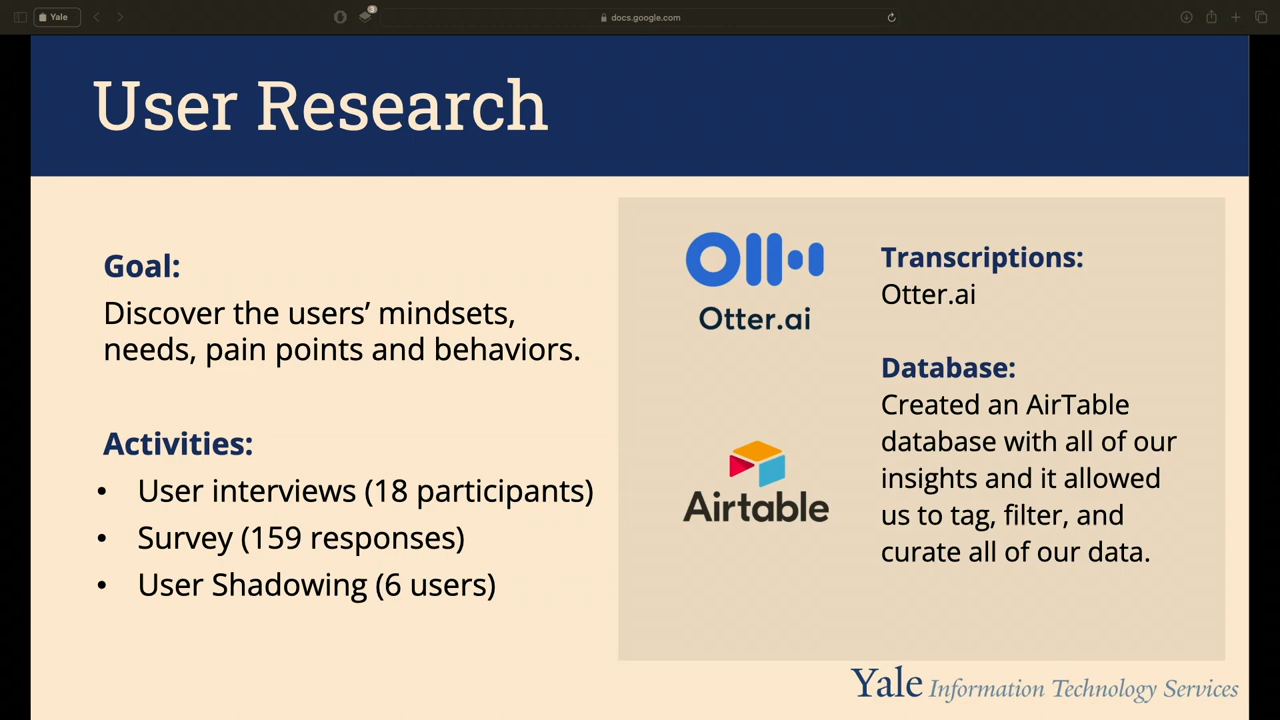 Yale
3
docs.google.com
User Research
Goal:
Discover the users’ mindsets,
needs, pain points and behaviors.
Activities:
• User interviews (18 participants)
• Survey (159 responses)
• User Shadowing (6 users)
Otter.ai
Transcriptions:
Otter.ai
Airtable
Database:
Created an AirTable
database with all of our
insights and it allowed
us to tag, filter, and
curate all of our data.
Yale Information Technology Services